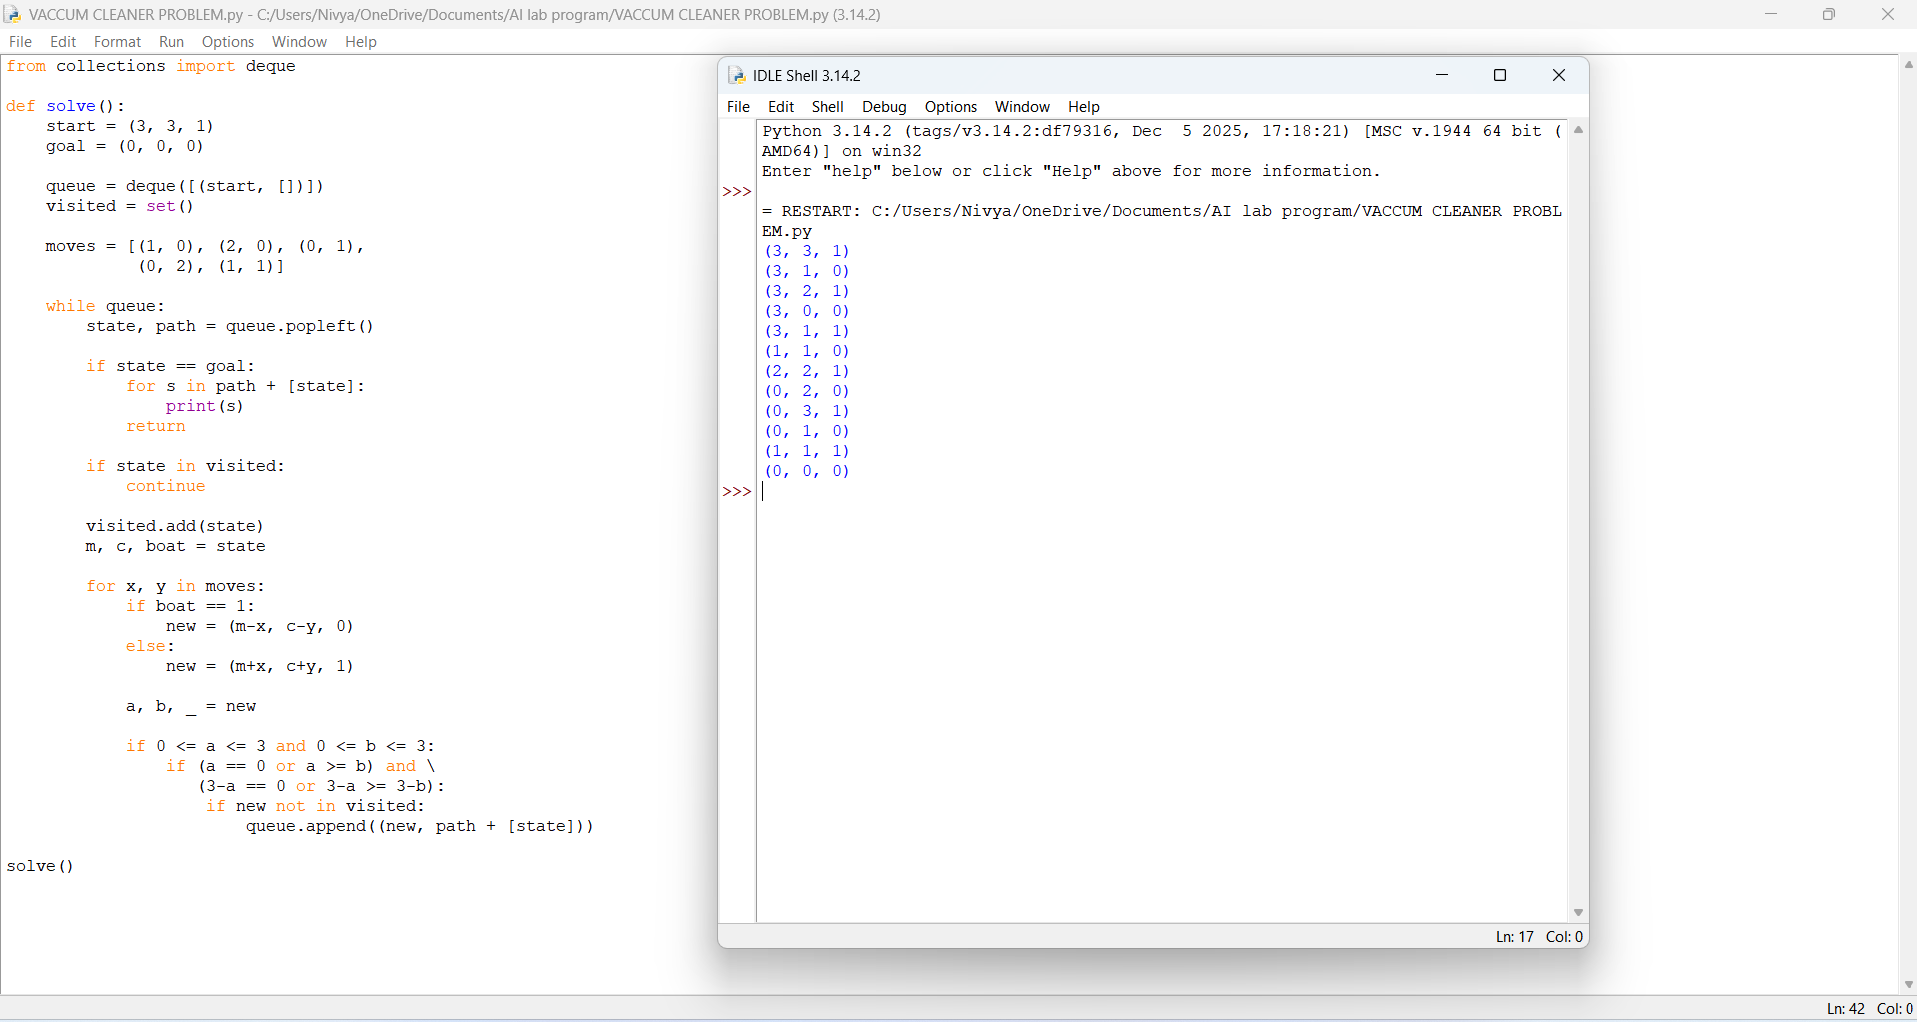 VACCUM CLEANER PROBLEM.py - C:/Users/Nivya/OneDrive/Documents/AI lab program/VACCUM CLEANER PROBLEM.py (3.14.2)
File Edit Format Run Options Window Help
from collections import deque
def solve():
    start = (3, 3, 1)
    goal = (0, 0, 0)
    queue = deque([(start, [])])
    visited = set()
    moves = [(1, 0), (2, 0), (0, 1),
             (0, 2), (1, 1)]
    while queue:
        state, path = queue.popleft()
        if state == goal:
            for s in path + [state]:
                print(s)
            return
        if state in visited:
            continue
        visited.add(state)
        m, c, boat = state
        for x, y in moves:
            if boat == 1:
                new = (m-x, c-y, 0)
            else:
                new = (m+x, c+y, 1)
            a, b, _ = new
            if 0 <= a <= 3 and 0 <= b <= 3:
                if (a == 0 or a >= b) and \
                   (3-a == 0 or 3-a >= 3-b):
                    if new not in visited:
                        queue.append((new, path + [state]))
solve()
IDLE Shell 3.14.2
File Edit Shell Debug Options Window Help
Python 3.14.2 (tags/v3.14.2:df79316, Dec  5 2025, 17:18:21) [MSC v.1944 64 bit (
AMD64)] on win32
Enter "help" below or click "Help" above for more information.
>>>
= RESTART: C:/Users/Nivya/OneDrive/Documents/AI lab program/VACCUM CLEANER PROBL
EM.py
(3, 3, 1)
(3, 1, 0)
(3, 2, 1)
(3, 0, 0)
(3, 1, 1)
(1, 1, 0)
(2, 2, 1)
(0, 2, 0)
(0, 3, 1)
(0, 1, 0)
(1, 1, 1)
(0, 0, 0)
>>>
Ln: 17 Col: 0
Ln: 42 Col: 0